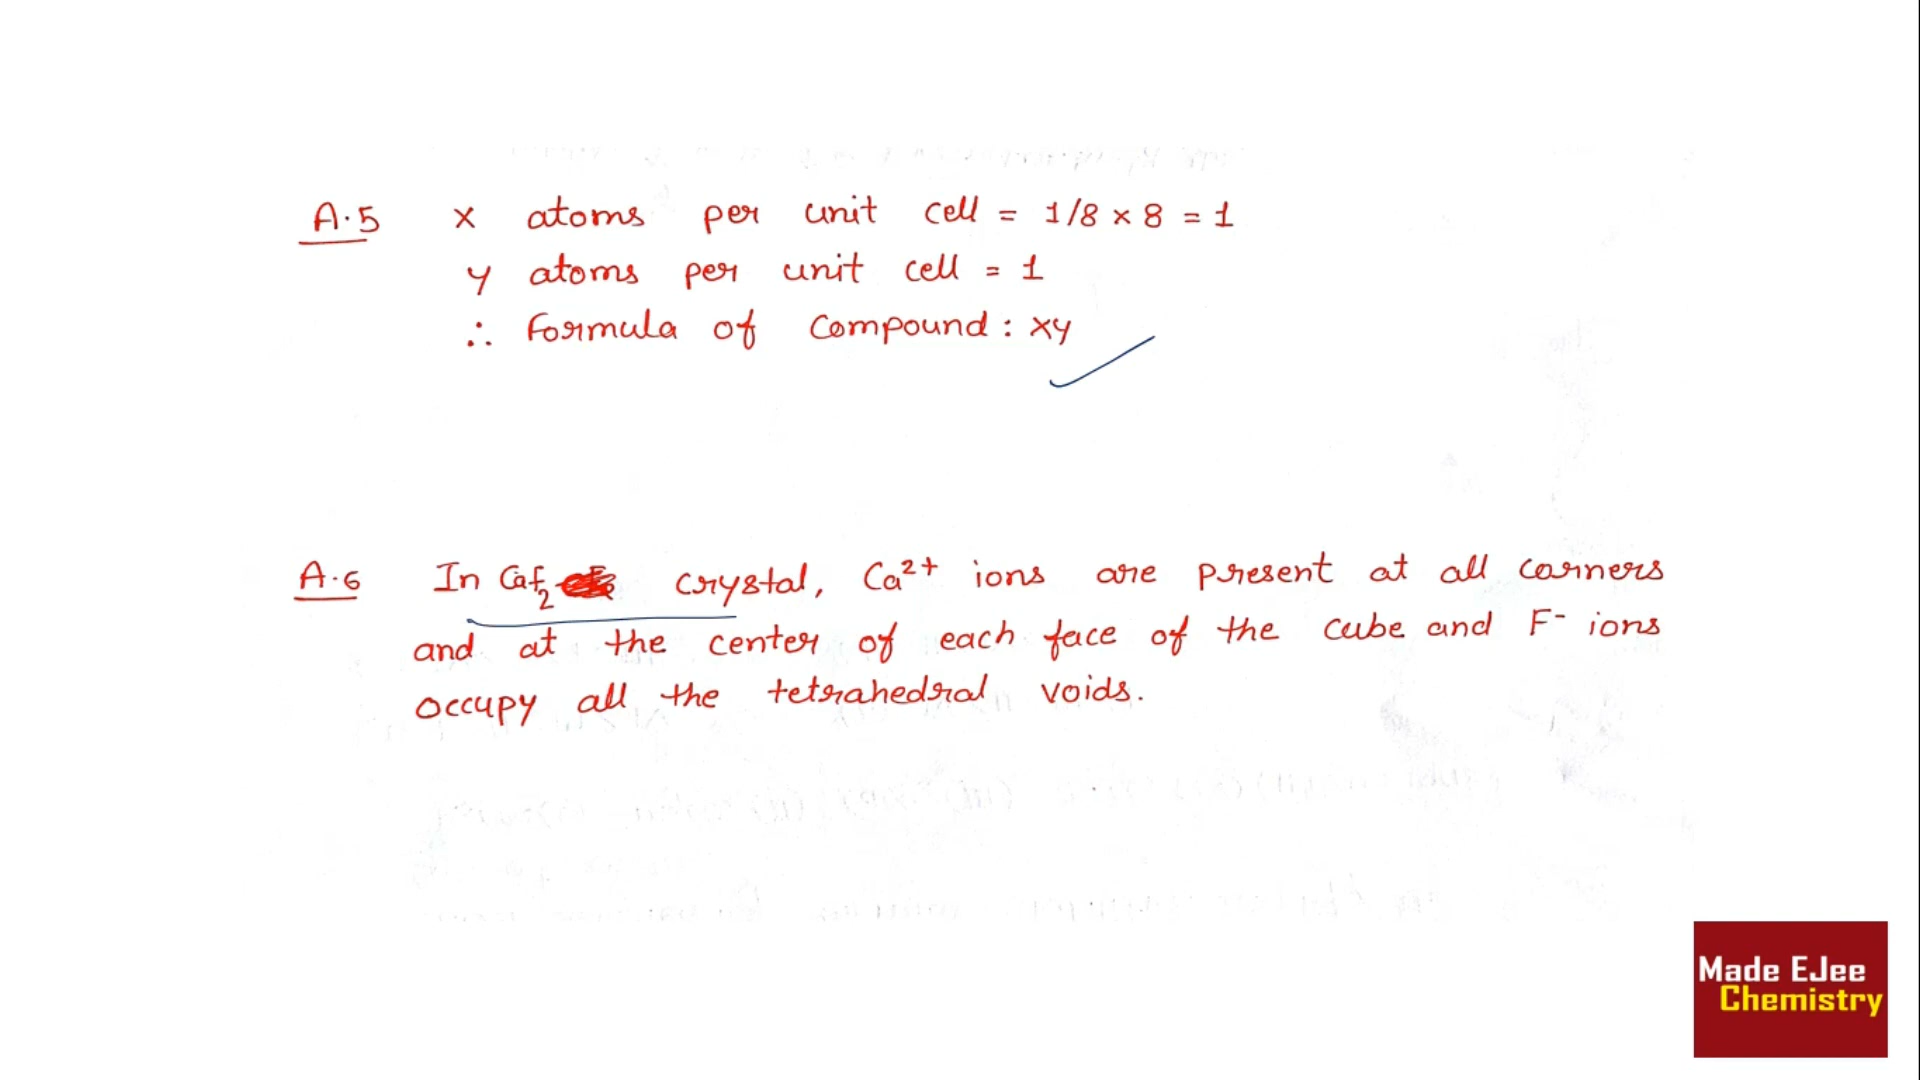 A.5 X atoms per unit cell = 1/8 × 8 = 1
Y atoms per unit cell = 1
∴ Formula of Compound : XY
A.6 In CaF2 crystal, Ca²⁺ ions are present at all corners
and at the center of each face of the cube and F⁻ ions
occupy all the tetrahedral voids.
Made EJee
Chemistry